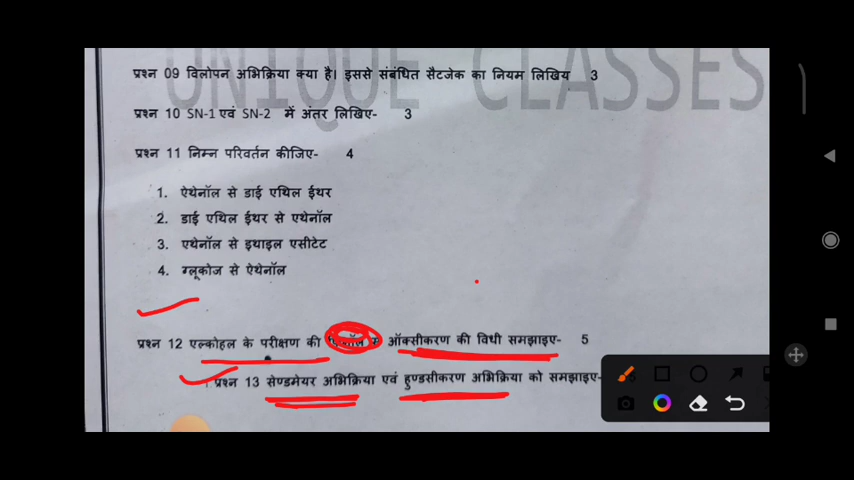 UNIQUE CLASSES
प्रश्न 09 विलोपन अभिक्रिया क्या है। इससे संबंधित सैटजेक का नियम लिखिय 3
प्रश्न 10 SN-1 एवं SN-2 में अंतर लिखिए- 3
प्रश्न 11 निम्न परिवर्तन कीजिए- 4
1. ऐथेनॉल से डाई एथिल ईथर
2. डाई एथिल ईथर से एथेनॉल
3. एथेनॉल से इथाइल एसीटेट
4. ग्लूकोज से ऐथेनॉल
प्रश्न 12 एल्कोहल के परीक्षण की ऑक्सीकरण की विधी समझाइए- 5
प्रश्न 13 सेण्डमेयर अभिक्रिया एवं हुण्डसीकरण अभिक्रिया को समझाइए-